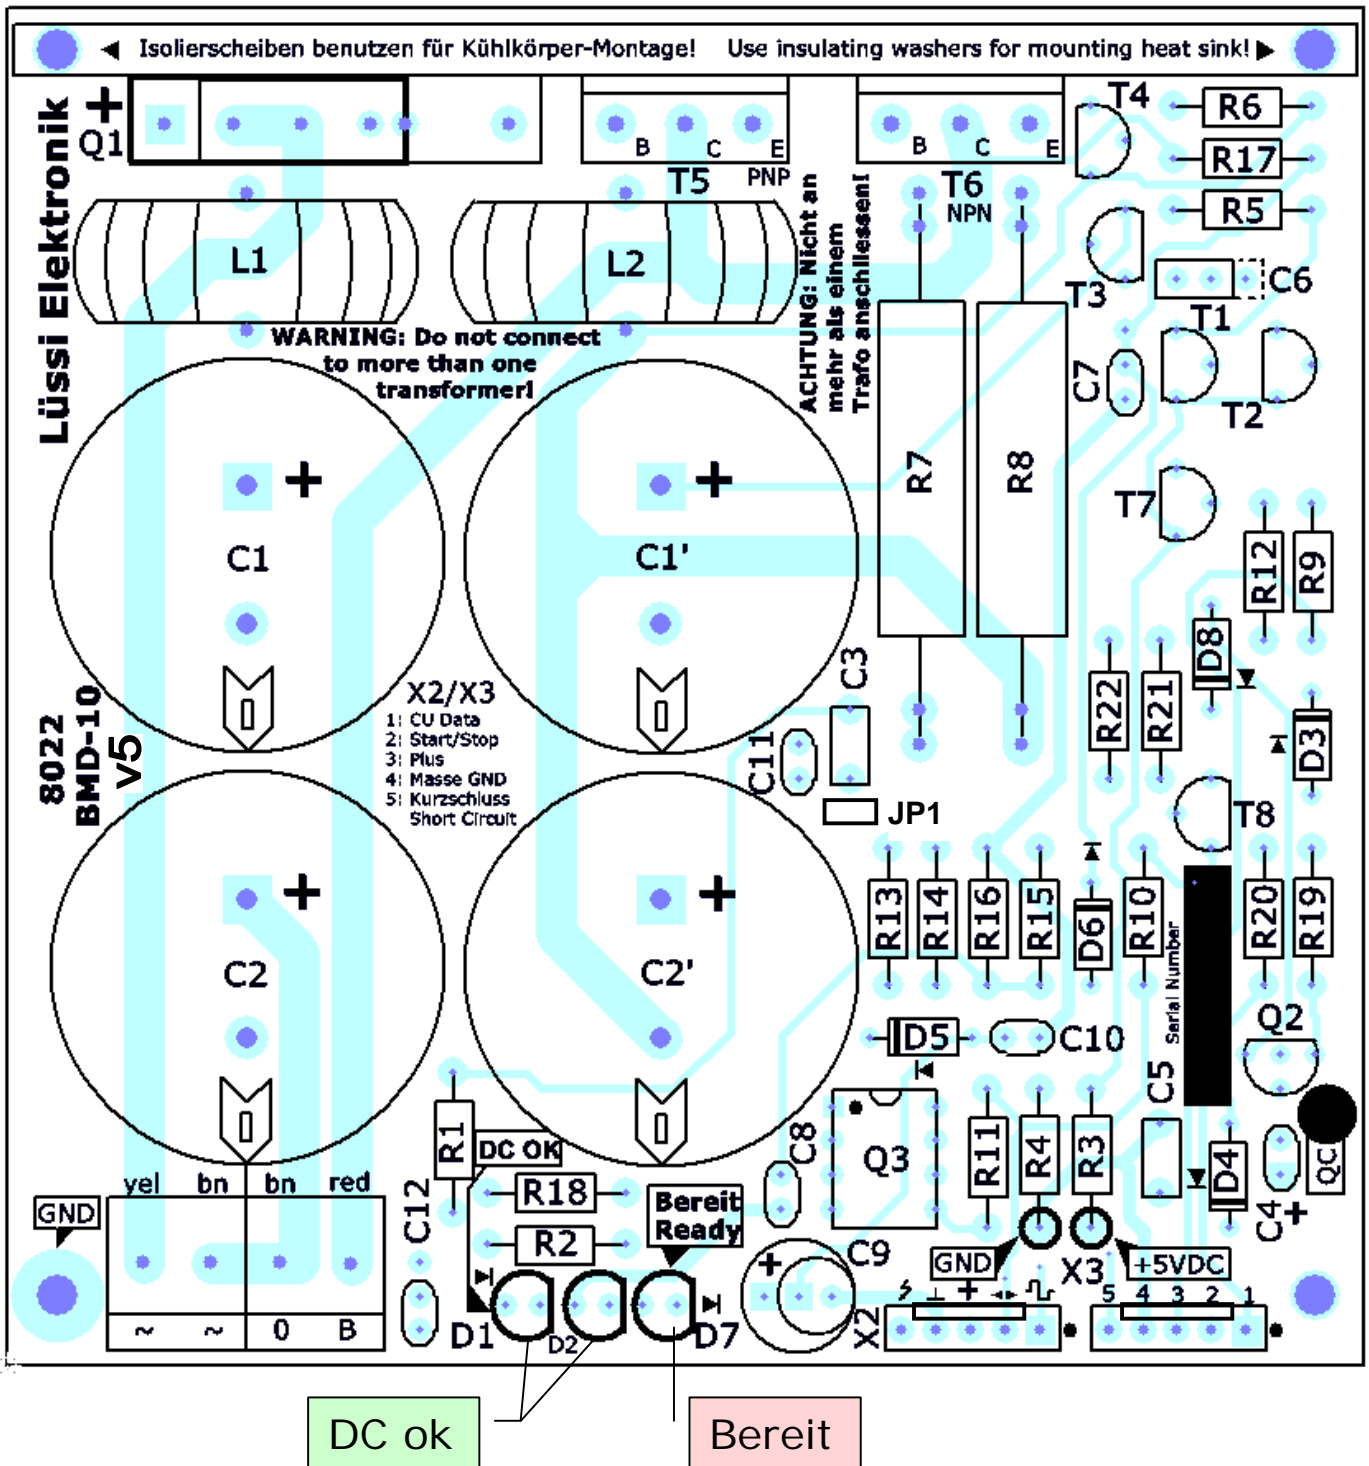 ◄ Isolierscheiben benutzen für Kühlkörper-Montage! Use insulating washers for mounting heat sink! ►
+
Q1
Lüssi Elektronik
B C E
T5 PNP
B C E
T6
NPN
T4
R6
R17
R5
L1
L2
ACHTUNG: Nicht an
mehr als einem
Trafo anschliessen!
T3
C6
T1
T2
C7
WARNING: Do not connect
to more than one
transformer!
R7
R8
+
C1
+
C1'
T7
R12
R9
D8
R22
R21
D3
8022
BMD-10
v5
X2/X3
1: CU Data
2: Start/Stop
3: Plus
4: Masse GND
5: Kurzschluss
Short Circuit
C3
C11
JP1
T8
+
C2
+
C2'
R13
R14
R16
R15
D6
R10
Serial Number
R20
R19
D5
C10
Q2
C5
R1
DC OK
C8
Q3
R11
R4
R3
D4
C4
+
QC
yel bn bn red
GND
C12
R18
R2
Bereit
Ready
+
C9
GND
X3
+5VDC
X2
⊥ +
5 4 3 2 1
~ ~ 0 B
D1
D2
D7
DC ok
Bereit